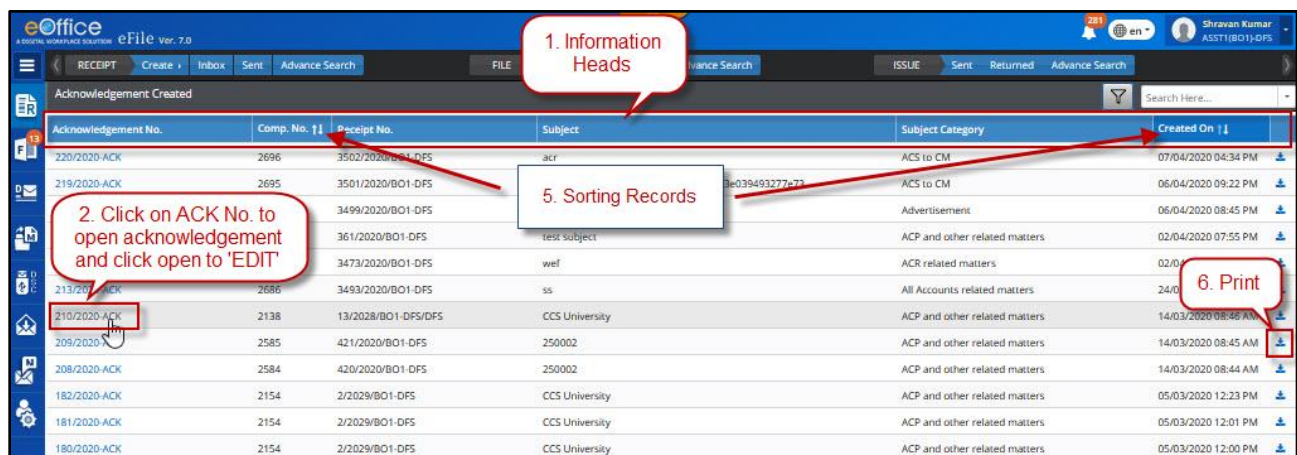 eOffice
A DIGITAL WORKPLACE SOLUTION eFile Ver. 7.0
281
en
Shravan Kumar
ASST1(BO1)-DFS
RECEIPT Create Inbox Sent Advance Search FILE Advance Search ISSUE Sent Returned Advance Search
1. Information
Heads
Acknowledgement Created Search Here...
Acknowledgement No. Comp. No. Receipt No. Subject Subject Category Created On
13
220/2020-ACK 2696 3502/2020/BO1-DFS acr ACS to CM 07/04/2020 04:34 PM
219/2020-ACK 2695 3501/2020/BO1-DFS 3e039493277e73 ACS to CM 06/04/2020 09:22 PM
5. Sorting Records
2. Click on ACK No. to
open acknowledgement
and click open to 'EDIT'
3499/2020/BO1-DFS Advertisement 06/04/2020 08:45 PM
361/2020/BO1-DFS test subject ACP and other related matters 02/04/2020 07:55 PM
3473/2020/BO1-DFS wef ACR related matters
6. Print
213/2020-ACK 2686 3493/2020/BO1-DFS ss All Accounts related matters
210/2020-ACK 2138 13/2028/BO1-DFS/DFS CCS University ACP and other related matters 14/03/2020 08:46 AM
209/2020-A 2585 421/2020/BO1-DFS 250002 ACP and other related matters 14/03/2020 08:45 AM
208/2020-ACK 2584 420/2020/BO1-DFS 250002 ACP and other related matters 14/03/2020 08:44 AM
182/2020-ACK 2154 2/2029/BO1-DFS CCS University ACP and other related matters 05/03/2020 12:23 PM
181/2020-ACK 2154 2/2029/BO1-DFS CCS University ACP and other related matters 05/03/2020 12:01 PM
180/2020-ACK 2154 2/2029/BO1-DFS CCS University ACP and other related matters 05/03/2020 12:00 PM